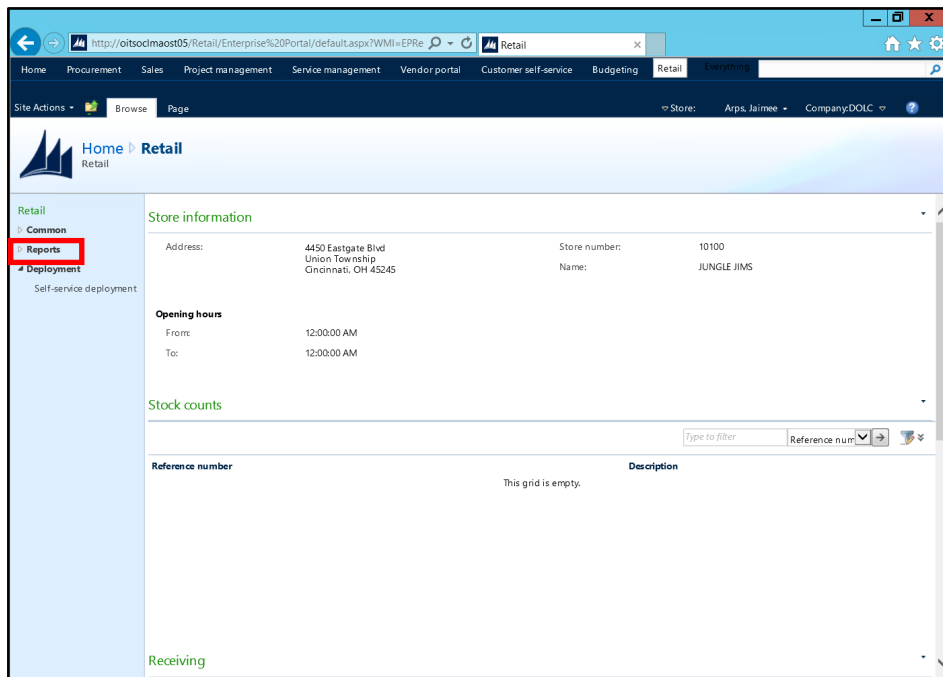 http://oitsoclmaost05/Retail/Enterprise%20Portal/default.aspx?WMI=EPRe
Retail
Home Procurement Sales Project management Service management Vendor portal Customer self-service Budgeting Retail Everything
Site Actions Browse Page Store: Arps, Jaimee Company:DOLC
Home Retail
Retail
Retail
Common
Reports
Deployment
Self-service deployment
Store information
Address: 4450 Eastgate Blvd
Union Township
Cincinnati, OH 45245
Store number: 10100
Name: JUNGLE JIMS
Opening hours
From: 12:00:00 AM
To: 12:00:00 AM
Stock counts
Type to filter Reference num
Reference number Description
This grid is empty.
Receiving